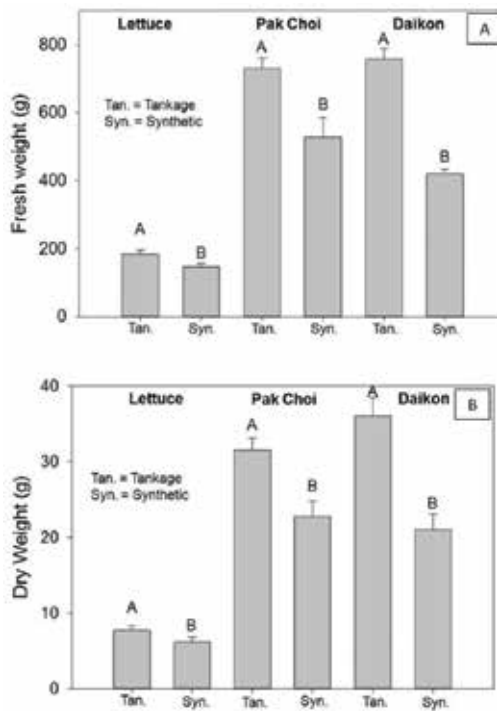 Lettuce Pak Choi Daikon A
800
600
400
200
0
Fresh weight (g)
Tan. = Tankage
Syn. = Synthetic
A B A B A B
Tan. Syn. Tan. Syn. Tan. Syn.
Lettuce Pak Choi Daikon B
40
30
20
10
0
Dry Weight (g)
Tan. = Tankage
Syn. = Synthetic
A B A B A B
Tan. Syn. Tan. Syn. Tan. Syn.